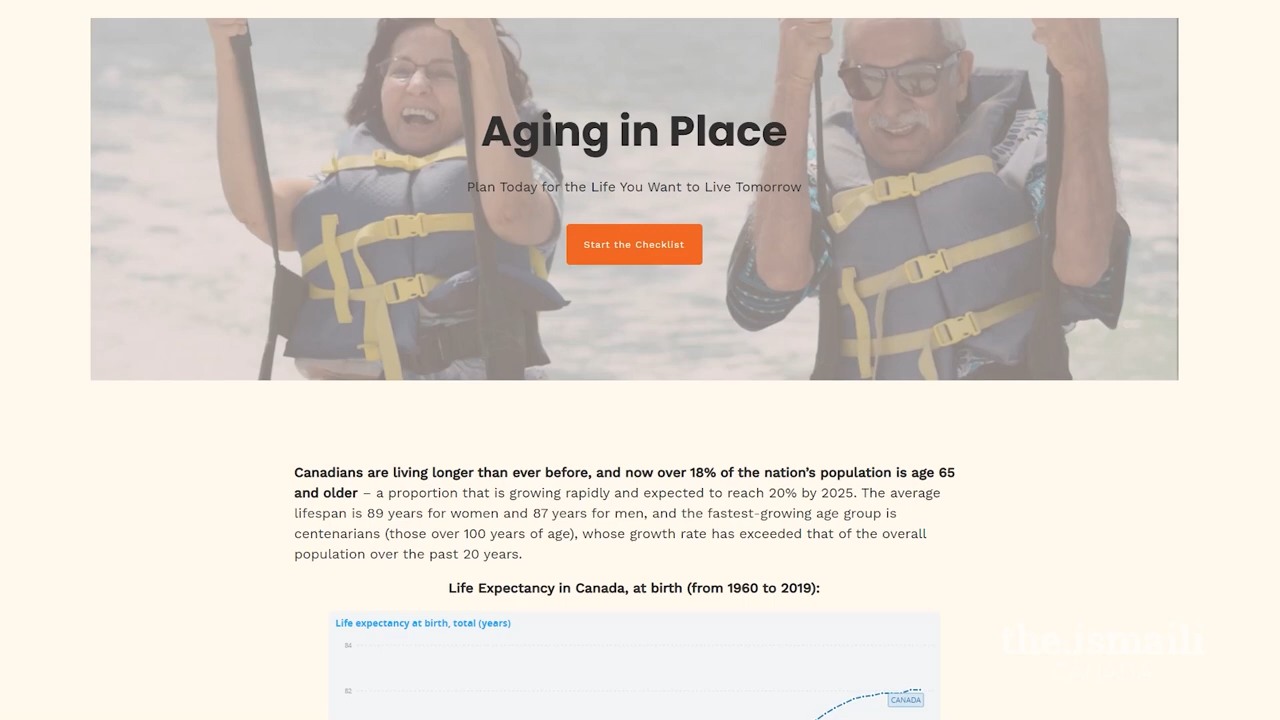 Aging in Place
Plan Today for the Life You Want to Live Tomorrow
Start the Checklist
Canadians are living longer than ever before, and now over 18% of the nation's population is age 65
and older – a proportion that is growing rapidly and expected to reach 20% by 2025. The average
lifespan is 89 years for women and 87 years for men, and the fastest-growing age group is
centenarians (those over 100 years of age), whose growth rate has exceeded that of the overall
population over the past 20 years.
Life Expectancy in Canada, at birth (from 1960 to 2019):
Life expectancy at birth, total (years)
84
82
CANADA
the.Ismaili